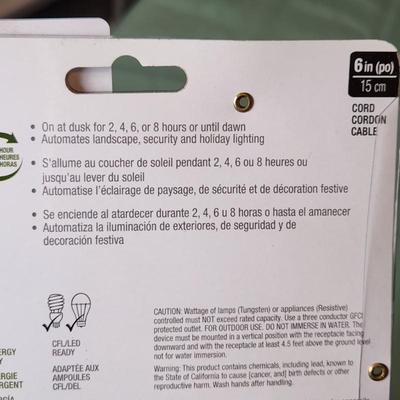 6 in (po)
15 cm
CORD
CORDON
CABLE
HOUR
HEURES
HORAS
• On at dusk for 2, 4, 6, or 8 hours or until dawn
• Automates landscape, security and holiday lighting
• S'allume au coucher de soleil pendant 2, 4, 6 ou 8 heures ou
jusqu'au lever du soleil
• Automatise l'éclairage de paysage, de sécurité et de décoration festive
• Se enciende al atardecer durante 2, 4, 6 u 8 horas o hasta el amanecer
• Automatiza la iluminación de exteriores, de seguridad y de
decoración festiva
CFL/LED
READY
ADAPTÉE AUX
AMPOULES
CFL/DEL
CAUTION: Wattage of lamps (Tungsten) or appliances (Resistive)
controlled must NOT exceed rated capacity. Use a three conductor GFCI
protected outlet. FOR OUTDOOR USE. DO NOT IMMERSE IN WATER. The
device must be mounted in a vertical position with the receptacle facing
downward and with the receptacle at least 4.5 feet above the ground level
not for water immersion.
Warning: This product contains chemicals, including lead, known to
the State of California to cause [cancer, and] birth defects or other
reproductive harm. Wash hands after handling.